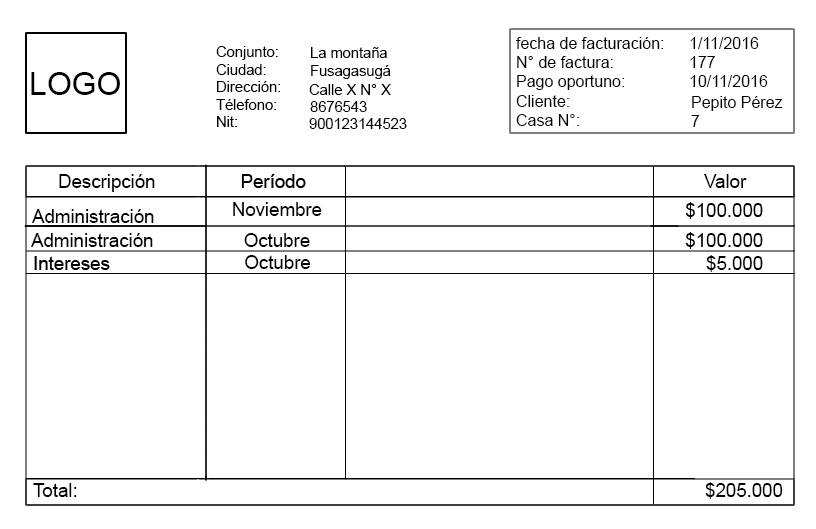 LOGO
Conjunto: La montaña
Ciudad: Fusagasugá
Dirección: Calle X N° X
Télefono: 8676543
Nit: 900123144523
fecha de facturación: 1/11/2016
N° de factura: 177
Pago oportuno: 10/11/2016
Cliente: Pepito Pérez
Casa N°: 7
Descripción Período Valor
Administración Noviembre $100.000
Administración Octubre $100.000
Intereses Octubre $5.000
Total: $205.000